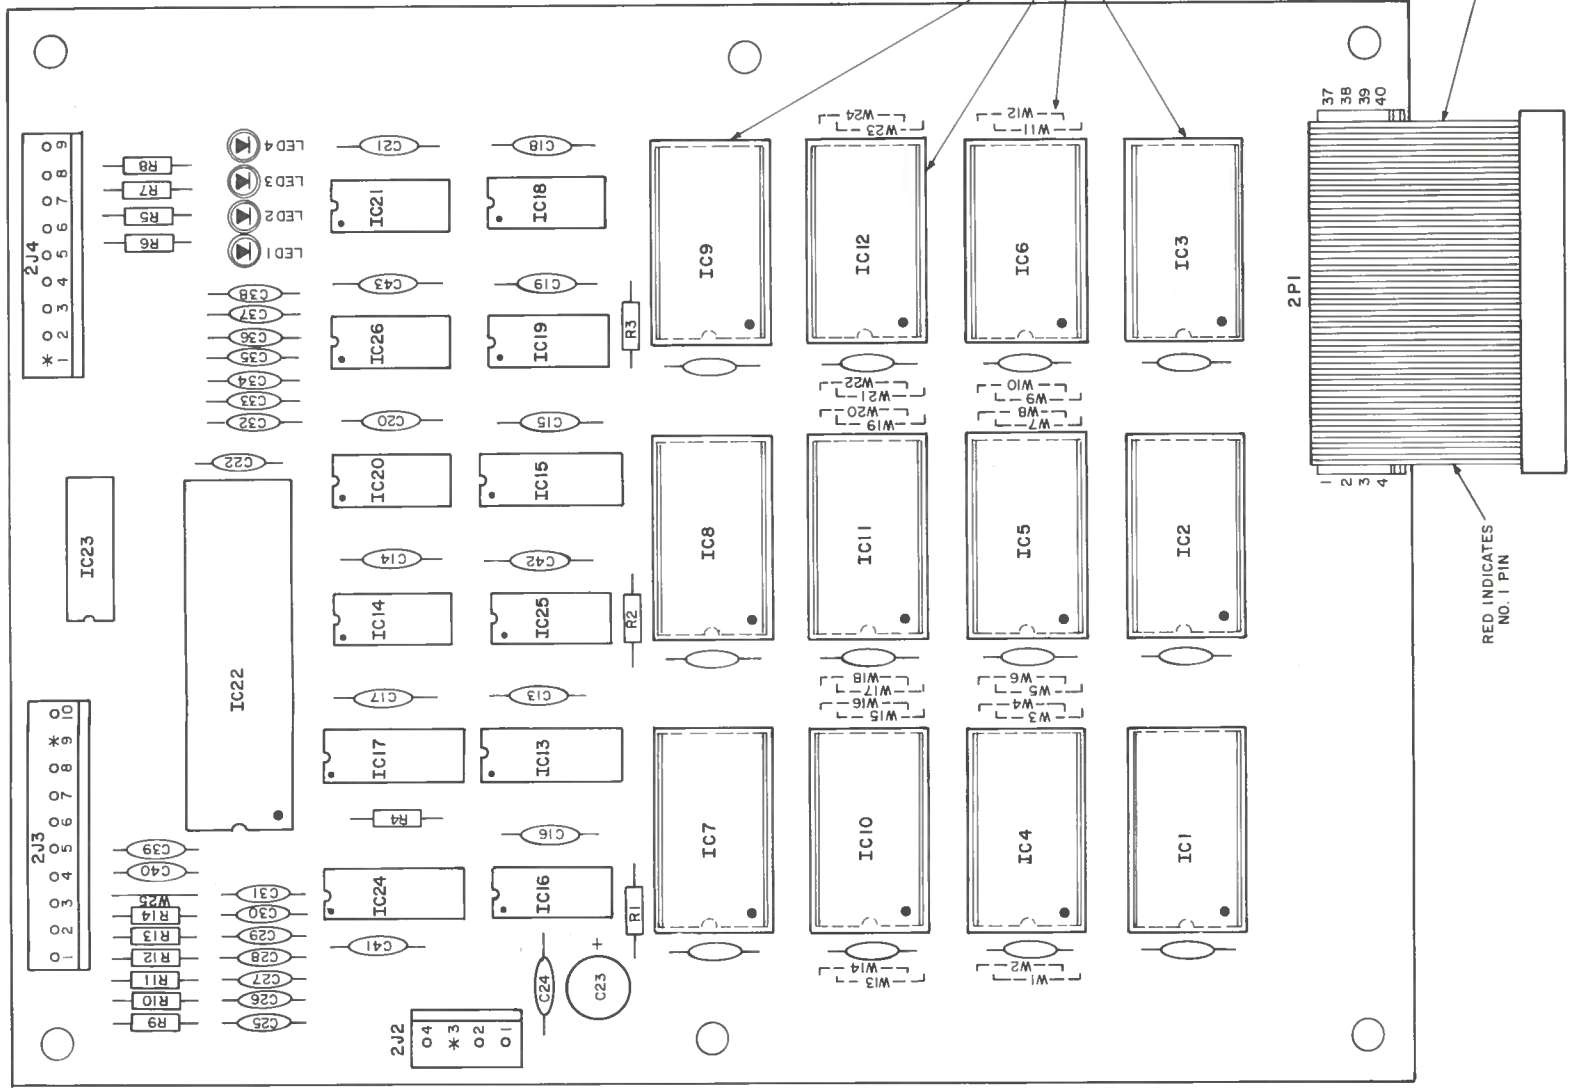 2J4
1 2 3 4 5 6 7 8 9
*
R8
R7
R5
R6
LED4
LED3
LED2
LED1
C21
C18
IC21
IC18
C38
C37
C36
C35
C34
C33
C32
C22
C43
C19
IC26
IC19
R3
C20
C15
IC20
IC15
IC23
IC22
C14
C42
IC14
IC25
R2
C17
C13
IC17
IC13
R4
C16
IC24
IC16
R1
C41
C24
+
C23
2J3
1 2 3 4 5 6 7 8 9 10
*
C39
C40
W25
R14
R13
R12
R11
R10
R9
C31
C30
C29
C28
C27
C26
C25
2J2
4
*3
2
1
W24
W23
W12
W11
IC9
IC12
IC6
IC3
W22
W21
W20
W19
W10
W9
W8
W7
IC8
IC11
IC5
IC2
W18
W17
W16
W15
W6
W5
W4
W3
IC7
IC10
IC4
IC1
W14
W13
W2
W1
37
38
39
40
2P1
1
2
3
4
RED INDICATES
NO. 1 PIN